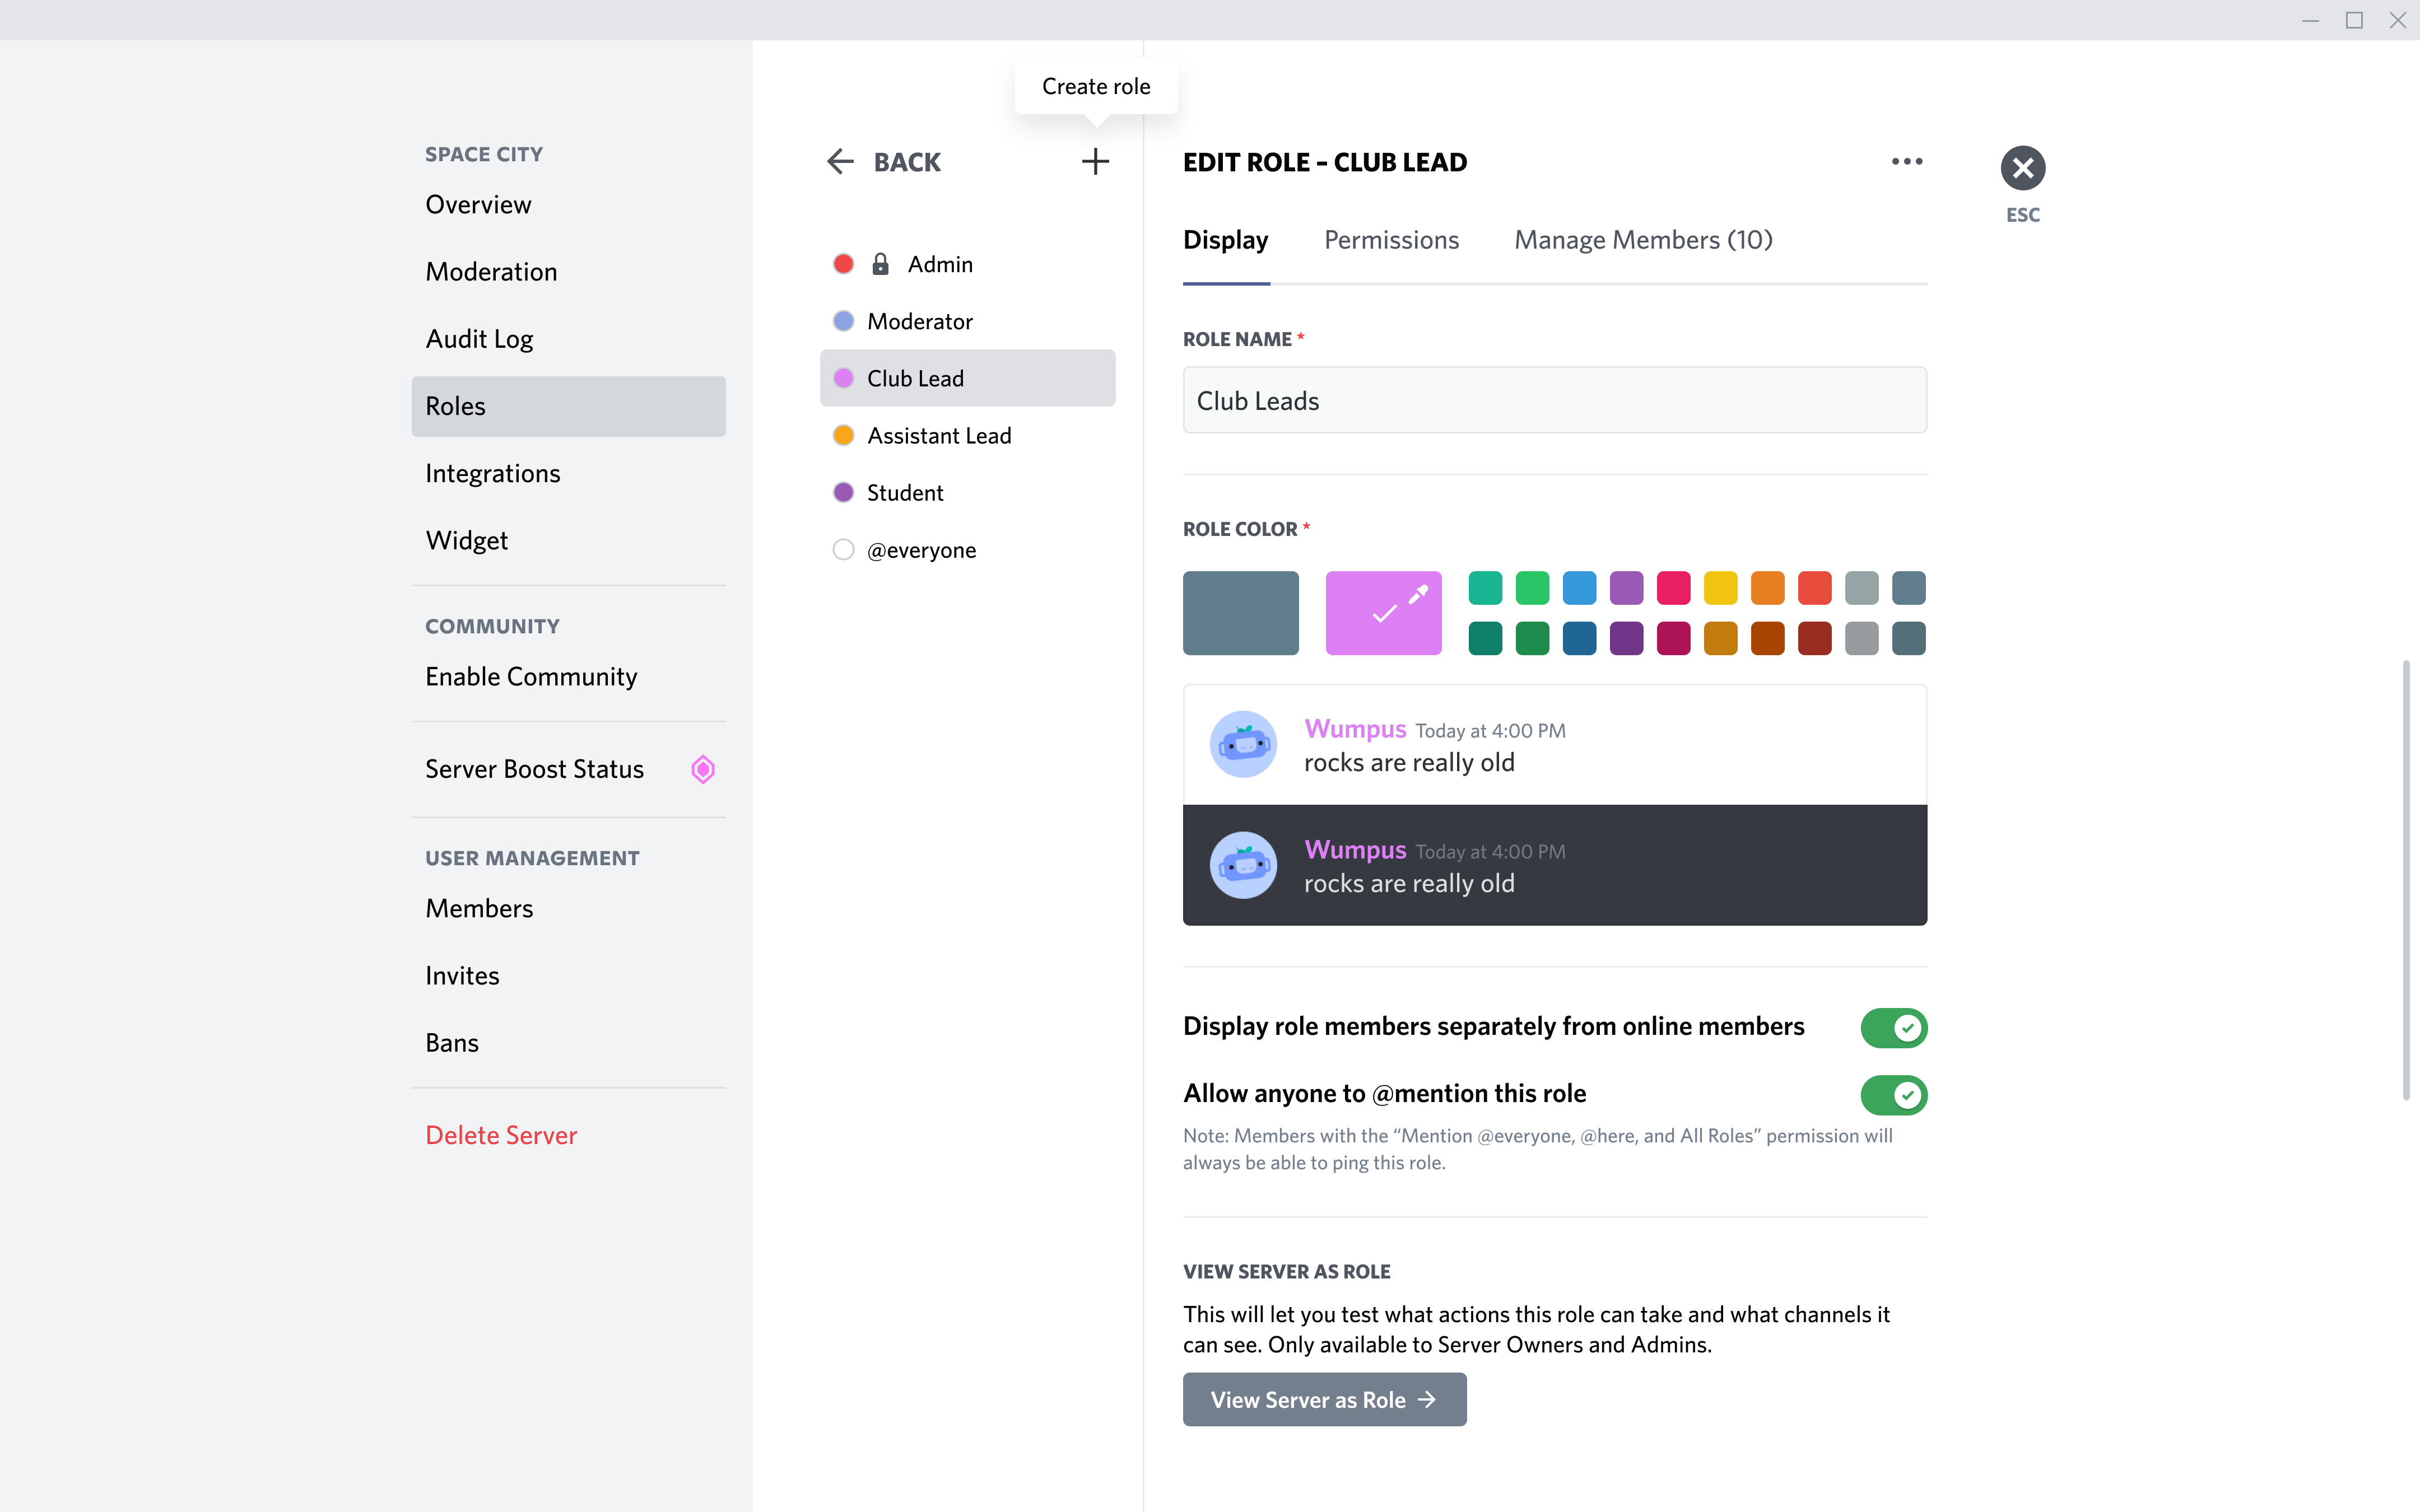 Create role
SPACE CITY
Overview
Moderation
Audit Log
Roles
Integrations
Widget
COMMUNITY
Enable Community
Server Boost Status
USER MANAGEMENT
Members
Invites
Bans
Delete Server
BACK
Admin
Moderator
Club Lead
Assistant Lead
Student
@everyone
EDIT ROLE – CLUB LEAD
ESC
Display
Permissions
Manage Members (10)
ROLE NAME *
Club Leads
ROLE COLOR *
Wumpus Today at 4:00 PM
rocks are really old
Wumpus Today at 4:00 PM
rocks are really old
Display role members separately from online members
Allow anyone to @mention this role
Note: Members with the “Mention @everyone, @here, and All Roles” permission will
always be able to ping this role.
VIEW SERVER AS ROLE
This will let you test what actions this role can take and what channels it
can see. Only available to Server Owners and Admins.
View Server as Role →